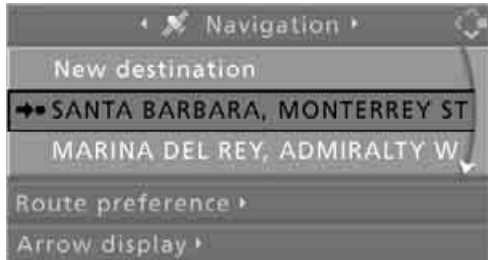 Navigation
New destination
SANTA BARBARA, MONTERREY ST
MARINA DEL REY, ADMIRALTY W
Route preference
Arrow display